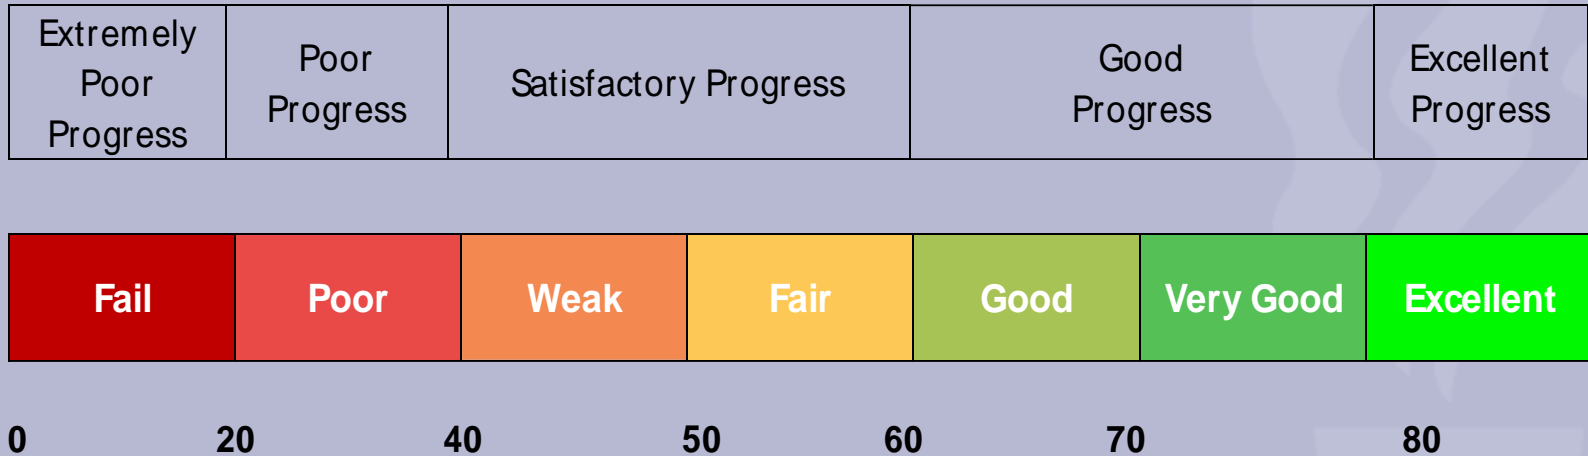 Extremely
Poor
Progress
Poor
Progress
Satisfactory Progress
Good
Progress
Excellent
Progress
Fail
Poor
Weak
Fair
Good
Very Good
Excellent
0 20 40 50 60 70 80